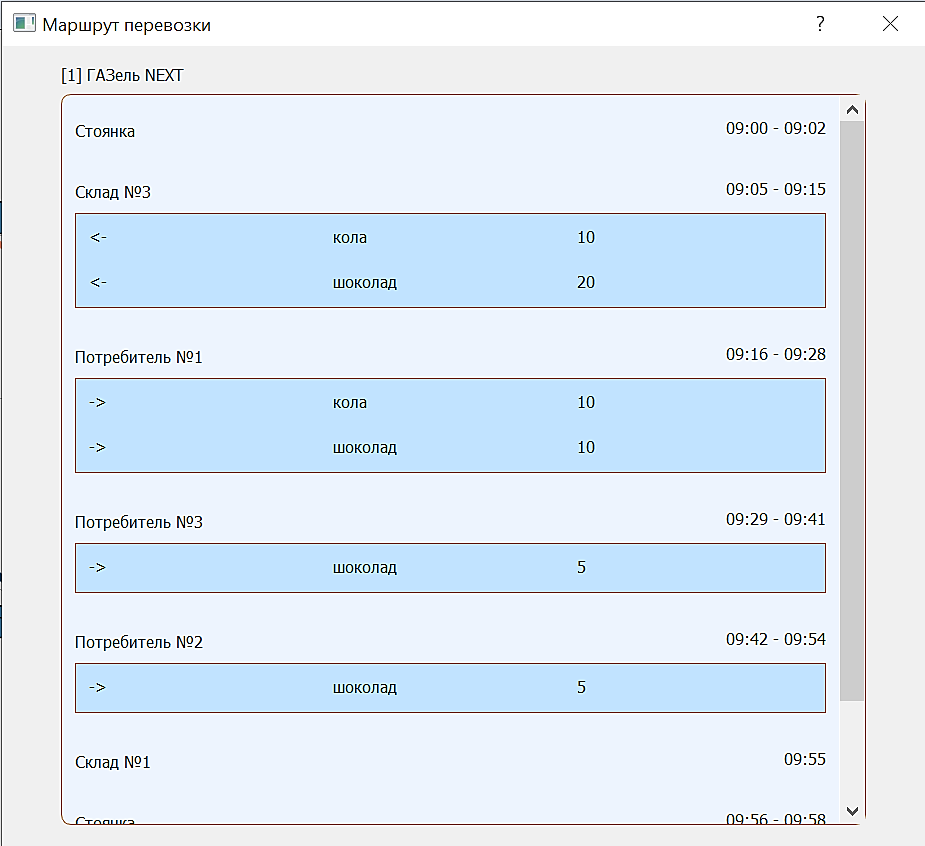 Маршрут перевозки ?
[1] ГАЗель NEXT
Стоянка 09:00 - 09:02
Склад №3 09:05 - 09:15
<- кола 10
<- шоколад 20
Потребитель №1 09:16 - 09:28
-> кола 10
-> шоколад 10
Потребитель №3 09:29 - 09:41
-> шоколад 5
Потребитель №2 09:42 - 09:54
-> шоколад 5
Склад №1 09:55
Стоянка 09:56 - 09:58